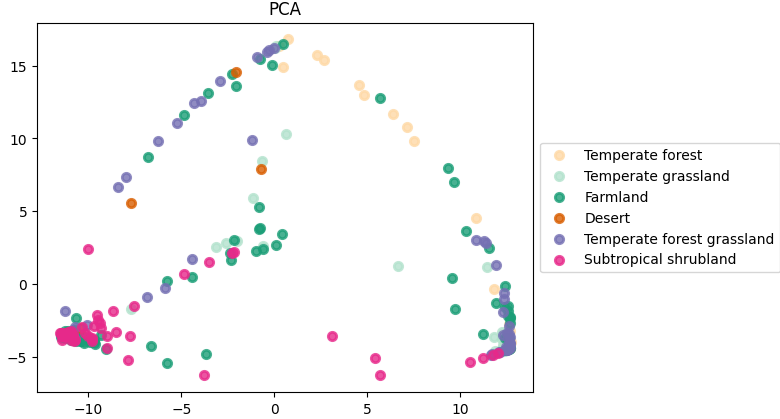 PCA
15
10
5
0
−5
−10
−5
0
5
10
Temperate forest
Temperate grassland
Farmland
Desert
Temperate forest grassland
Subtropical shrubland